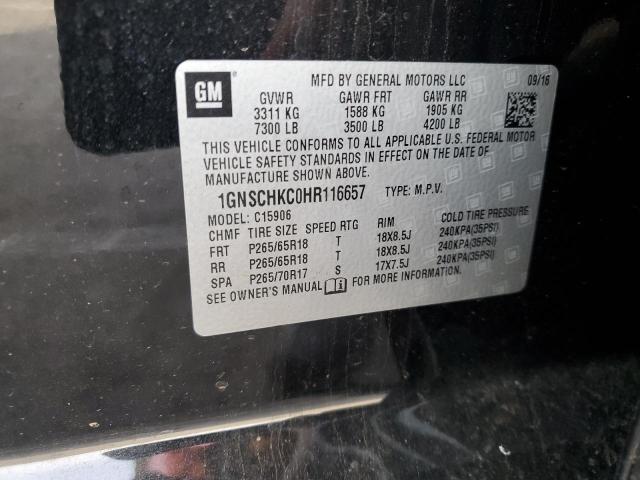 GM
MFD BY GENERAL MOTORS LLC 09/16
GVWR GAWR FRT GAWR RR
3311 KG 1588 KG 1905 KG
7300 LB 3500 LB 4200 LB
THIS VEHICLE CONFORMS TO ALL APPLICABLE U.S. FEDERAL MOTOR
VEHICLE SAFETY STANDARDS IN EFFECT ON THE DATE OF
MANUFACTURE SHOWN ABOVE.
1GNSCHKC0HR116657 TYPE: M.P.V.
MODEL: C15906
CHMF TIRE SIZE SPEED RTG RIM COLD TIRE PRESSURE
FRT P265/65R18 T 18X8.5J 240KPA(35PSI)
RR P265/65R18 T 18X8.5J 240KPA(35PSI)
SPA P265/70R17 S 17X7.5J 240KPA(35PSI)
SEE OWNER'S MANUAL FOR MORE INFORMATION.